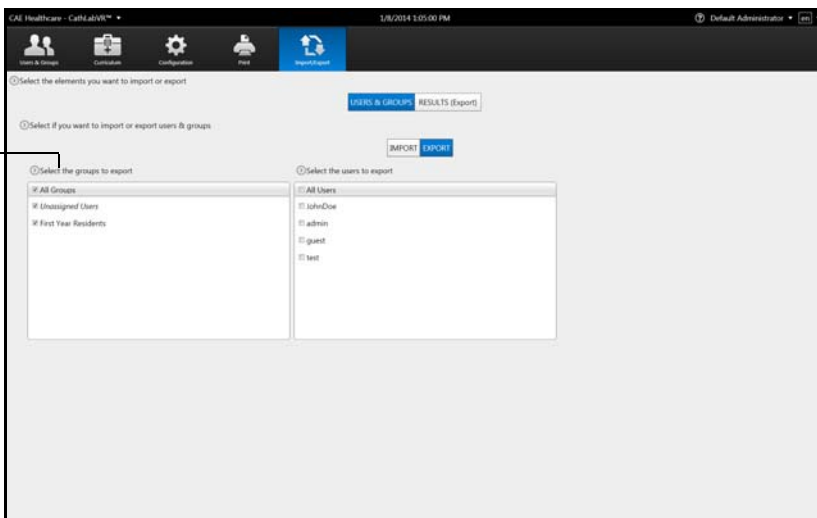 CAE Healthcare - CathLabVR™ 1/8/2014 1:05:00 PM Default Administrator en
Users & Groups Curriculum Configuration Print Import/Export
Select the elements you want to import or export
USERS & GROUPS RESULTS (Export)
Select if you want to import or export users & groups
IMPORT EXPORT
Select the groups to export Select the users to export
All Groups All Users
Unassigned Users JohnDoe
First Year Residents admin
guest
test